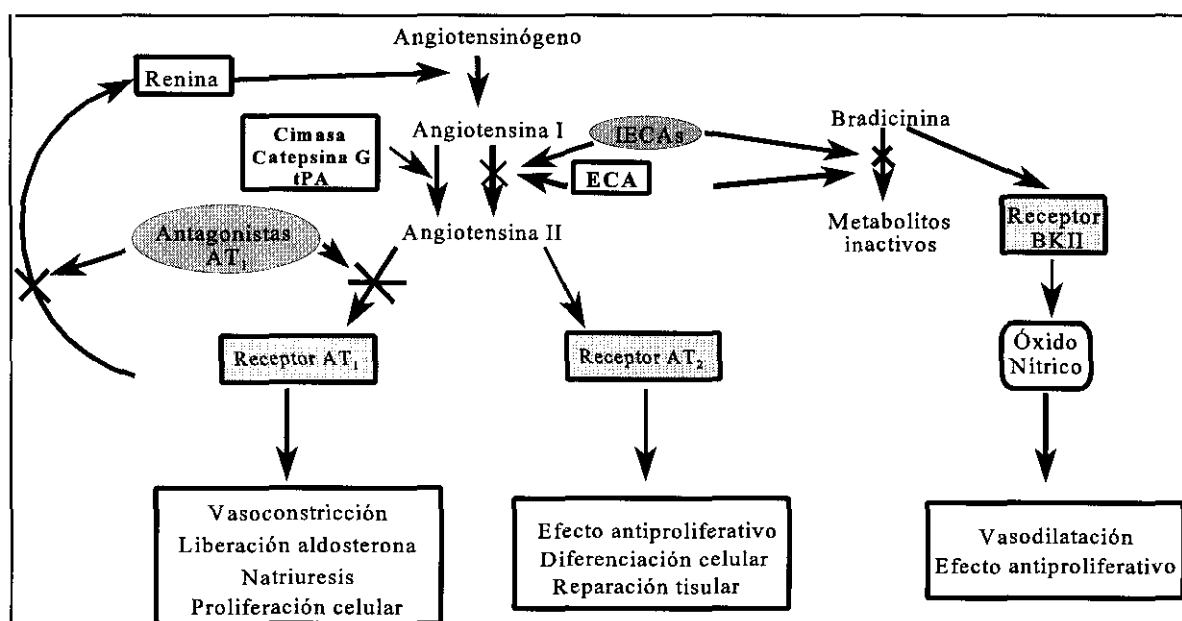 Angiotensinógeno
Renina
Cimasa
Catepsina G
tPA
Angiotensina I
IECAs
ECA
Bradicinina
Antagonistas
AT₁
Angiotensina II
Metabolitos
inactivos
Receptor
BKII
Receptor AT₁
Receptor AT₂
Óxido
Nítrico
Vasoconstricción
Liberación aldosterona
Natriuresis
Proliferación celular
Efecto antiproliferativo
Diferenciación celular
Reparación tisular
Vasodilatación
Efecto antiproliferativo